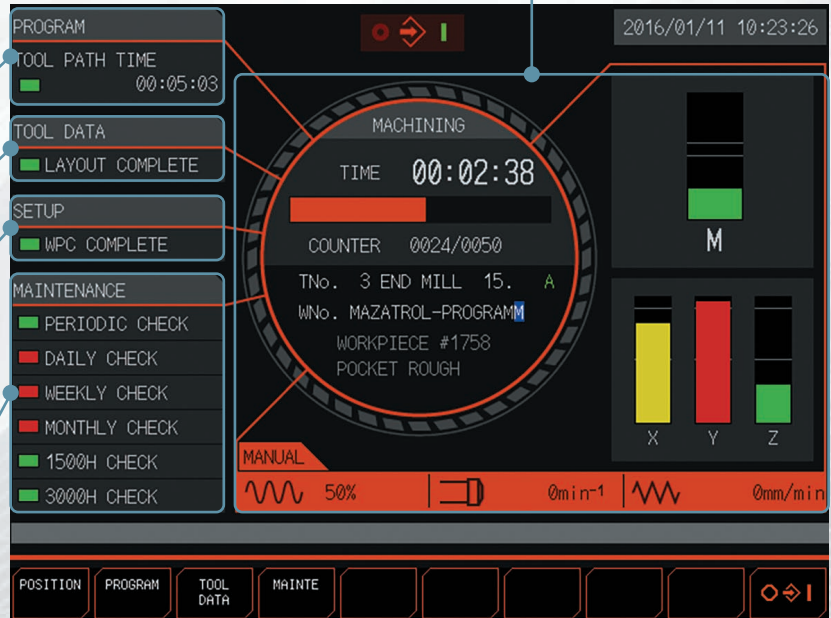 PROGRAM
TOOL PATH TIME
00:05:03
TOOL DATA
LAYOUT COMPLETE
SETUP
WPC COMPLETE
MAINTENANCE
PERIODIC CHECK
DAILY CHECK
WEEKLY CHECK
MONTHLY CHECK
1500H CHECK
3000H CHECK
2016/01/11 10:23:26
MACHINING
TIME 00:02:38
COUNTER 0024/0050
TNo. 3 END MILL 15. A
WNo. MAZATROL-PROGRAMM
WORKPIECE #1758
POCKET ROUGH
M
X Y Z
MANUAL
50% 0min-1 0mm/min
POSITION PROGRAM TOOL DATA MAINTE